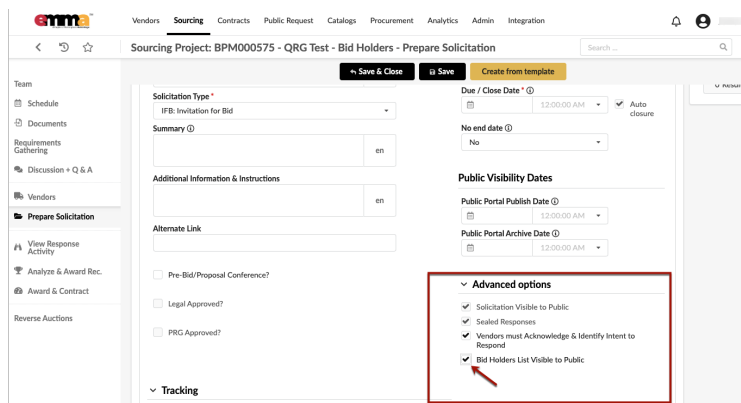 emma
Vendors Sourcing Contracts Public Request Catalogs Procurement Analytics Admin Integration
Sourcing Project: BPM000575 - QRG Test - Bid Holders - Prepare Solicitation
Search ...
Save & Close
Save
Create from template
Team
Schedule
Documents
Requirements
Gathering
Discussion + Q & A
Vendors
Prepare Solicitation
View Response
Activity
Analyze & Award Rec.
Award & Contract
Reverse Auctions
Solicitation Type *
IFB: Invitation for Bid
Summary
en
Additional Information & Instructions
en
Alternate Link
Pre-Bid/Proposal Conference?
Legal Approved?
PRG Approved?
Tracking
Due / Close Date *
12:00:00 AM
Auto
closure
No end date
No
Public Visibility Dates
Public Portal Publish Date
12:00:00 AM
Public Portal Archive Date
12:00:00 AM
Advanced options
Solicitation Visible to Public
Sealed Responses
Vendors must Acknowledge & Identify Intent to
Respond
Bid Holders List Visible to Public